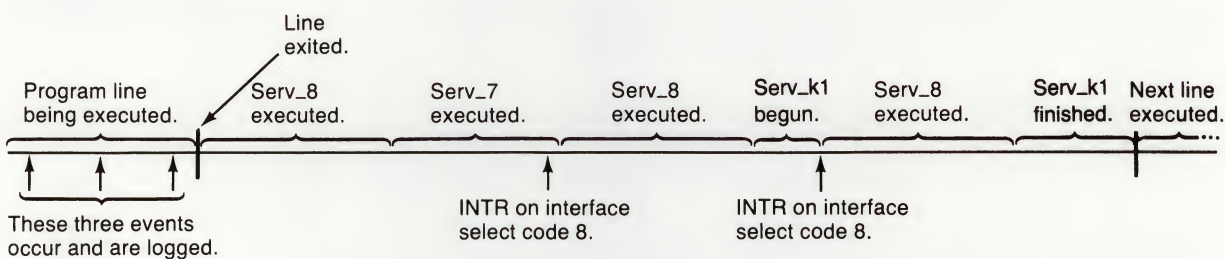 Line
exited.
Program line
being executed.
Serv_8
executed.
Serv_7
executed.
Serv_8
executed.
Serv_k1
begun.
Serv_8
executed.
Serv_k1
finished.
Next line
executed.
....
These three events
occur and are logged.
INTR on interface
select code 8.
INTR on interface
select code 8.